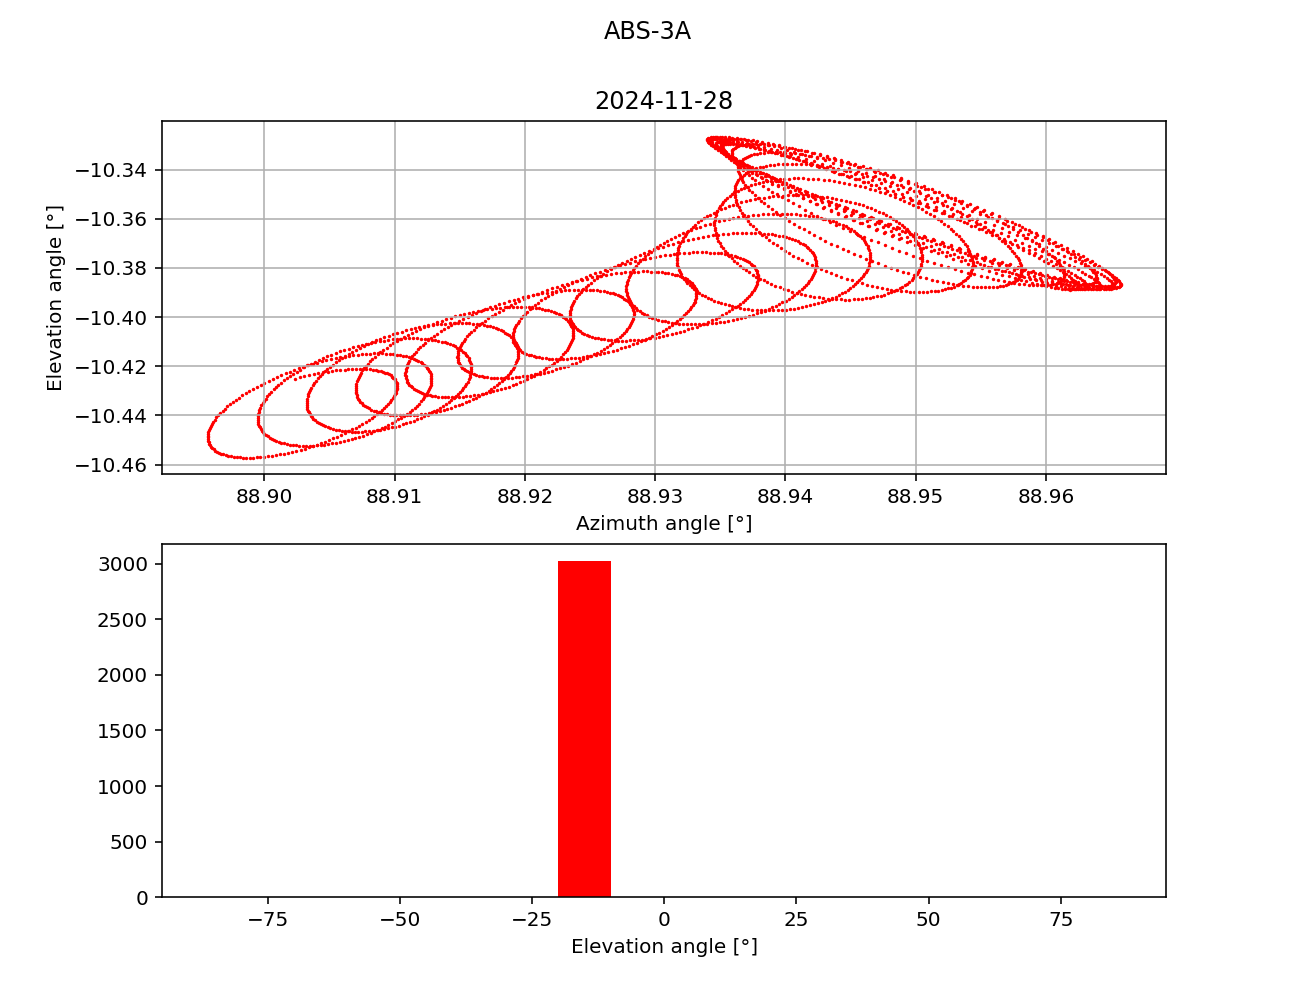 ABS-3A
2024-11-28
Elevation angle [°]
−10.34
−10.36
−10.38
−10.40
−10.42
−10.44
−10.46
88.90 88.91 88.92 88.93 88.94 88.95 88.96
Azimuth angle [°]
3000
2500
2000
1500
1000
500
0
−75 −50 −25 0 25 50 75
Elevation angle [°]